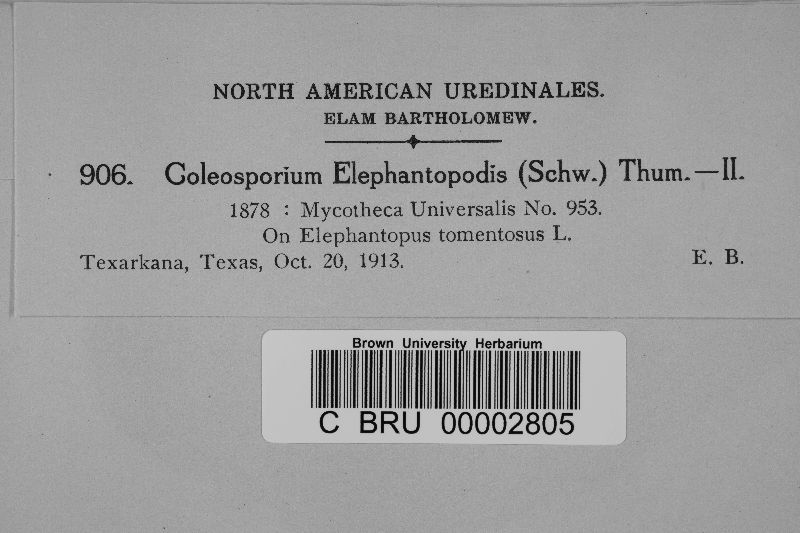 NORTH AMERICAN UREDINALES.
ELAM BARTHOLOMEW.
906. Coleosporium Elephantopodis (Schw.) Thum.—II.
1878 : Mycotheca Universalis No. 953.
On Elephantopus tomentosus L.
Texarkana, Texas, Oct. 20, 1913. E. B.
Brown University Herbarium
C BRU 00002805